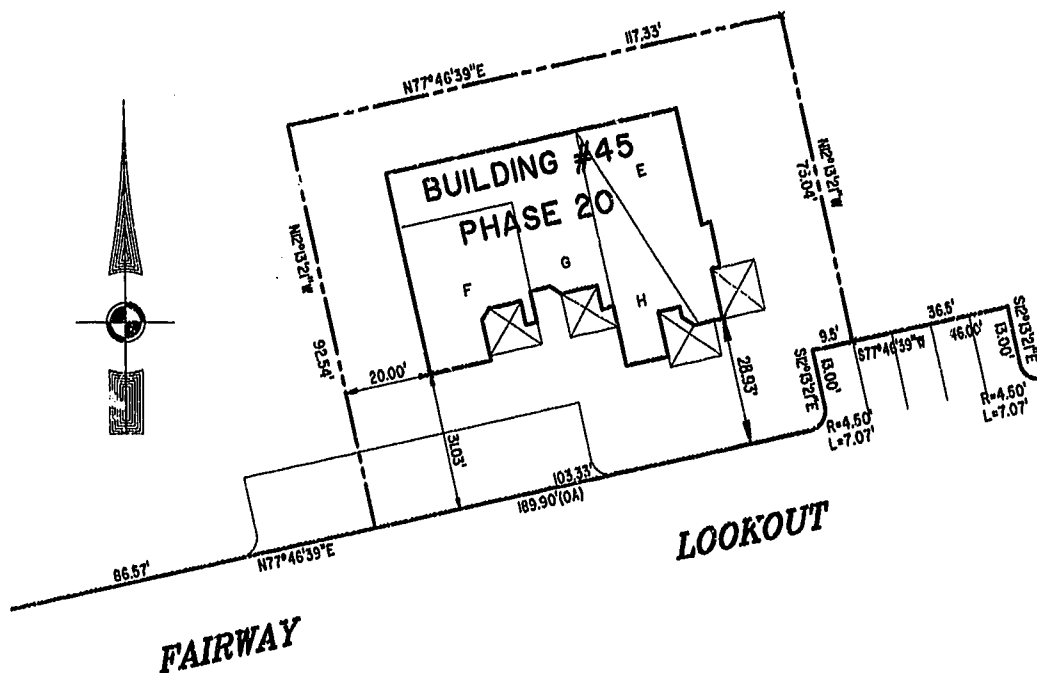 117.33'
N77°46'39"E
BUILDING #45
PHASE 20
E
F
G
H
N12°13'21"W
92.54'
N12°13'21"W
75.04'
20.00'
31.03'
28.93'
9.5'
36.5'
S77°46'39"W
46.00'
S12°13'21"E
13.00'
S12°13'21"E
13.00'
R=4.50'
L=7.07'
R=4.50'
L=7.07'
103.33'
189.90'(OA)
N77°46'39"E
86.57'
FAIRWAY
LOOKOUT